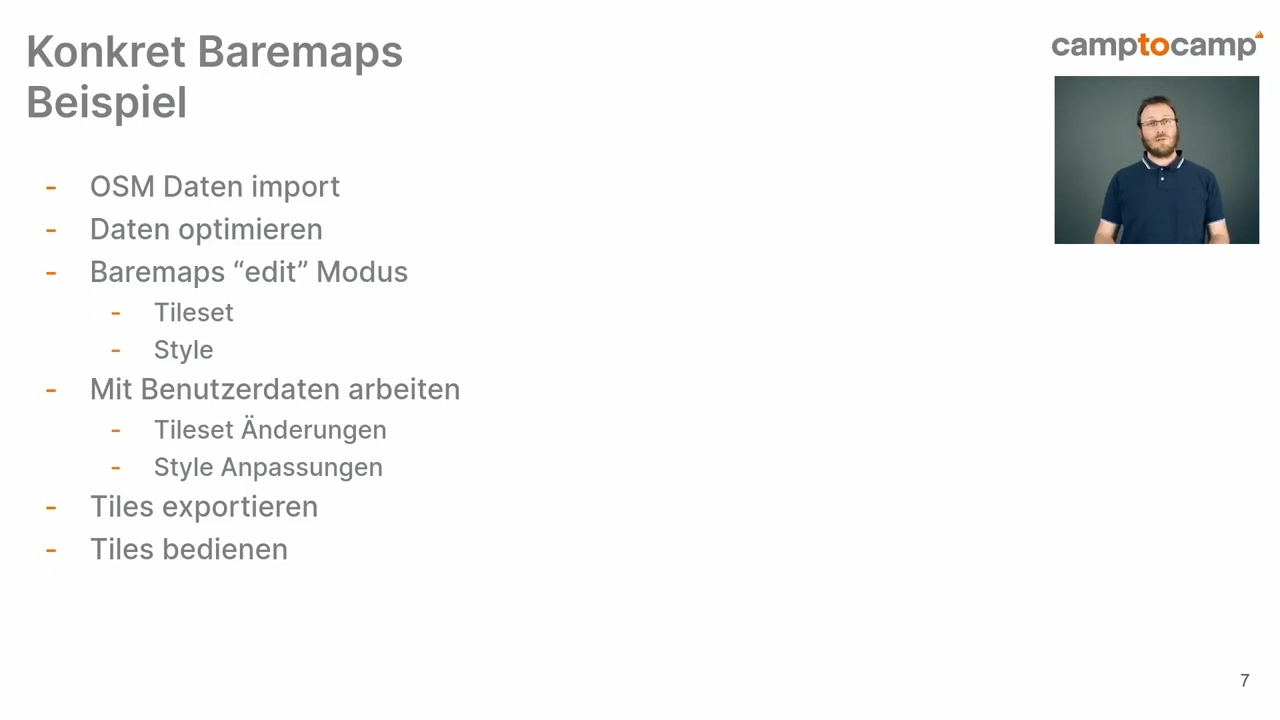 Konkret Baremaps
Beispiel
camptocamp
- OSM Daten import
- Daten optimieren
- Baremaps “edit” Modus
- Tileset
- Style
- Mit Benutzerdaten arbeiten
- Tileset Änderungen
- Style Anpassungen
- Tiles exportieren
- Tiles bedienen
7